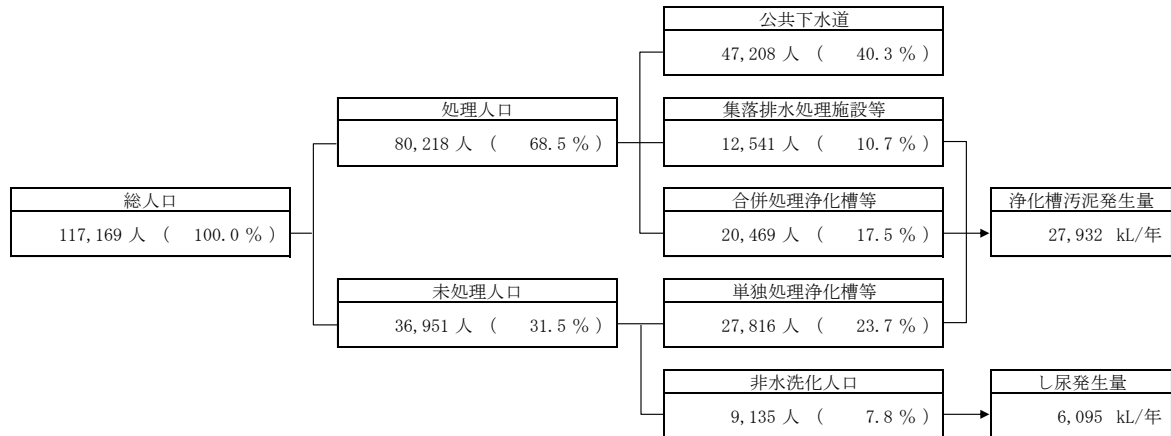 公共下水道
47,208 人 ( 40.3 % )
処理人口
80,218 人 ( 68.5 % )
集落排水処理施設等
12,541 人 ( 10.7 % )
総人口
117,169 人 ( 100.0 % )
合併処理浄化槽等
20,469 人 ( 17.5 % )
浄化槽汚泥発生量
27,932 kL/年
未処理人口
36,951 人 ( 31.5 % )
単独処理浄化槽等
27,816 人 ( 23.7 % )
非水洗化人口
9,135 人 ( 7.8 % )
し尿発生量
6,095 kL/年